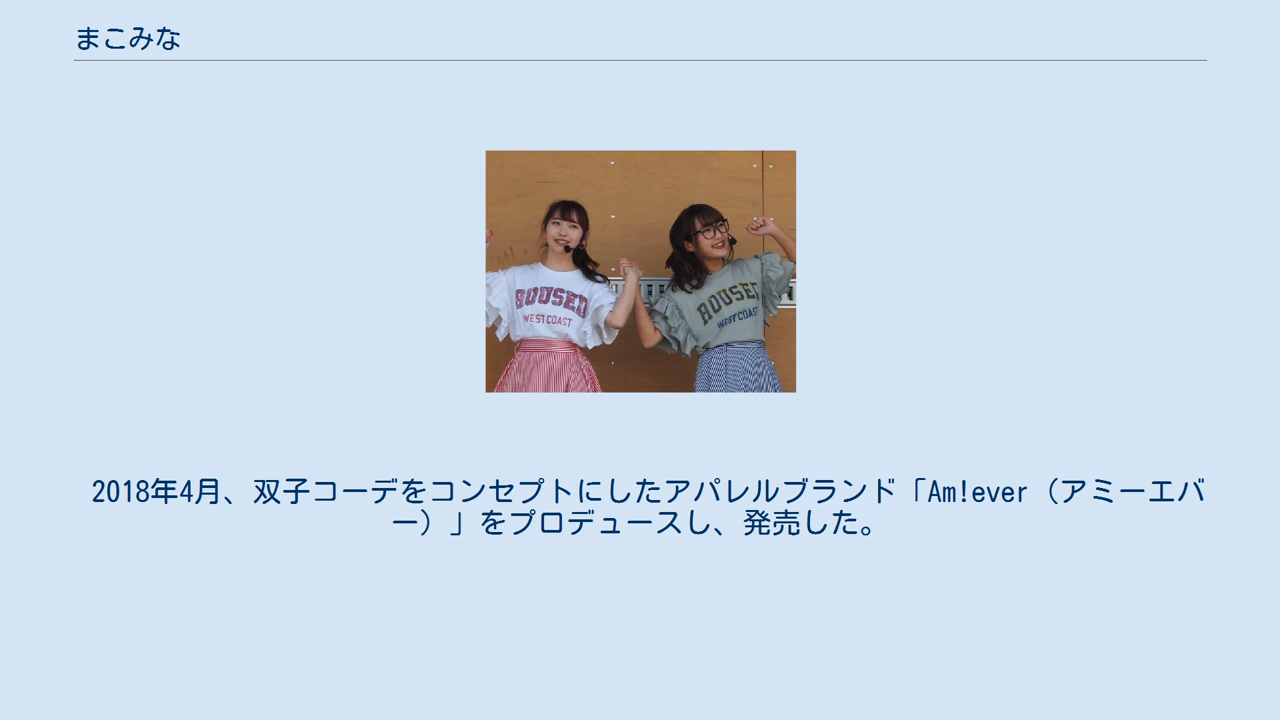 まこみな
ROUSED
WEST COAST
ROUSED
WEST COAST
2018年4月、双子コーデをコンセプトにしたアパレルブランド「Am!ever（アミーエバ
ー）」をプロデュースし、発売した。